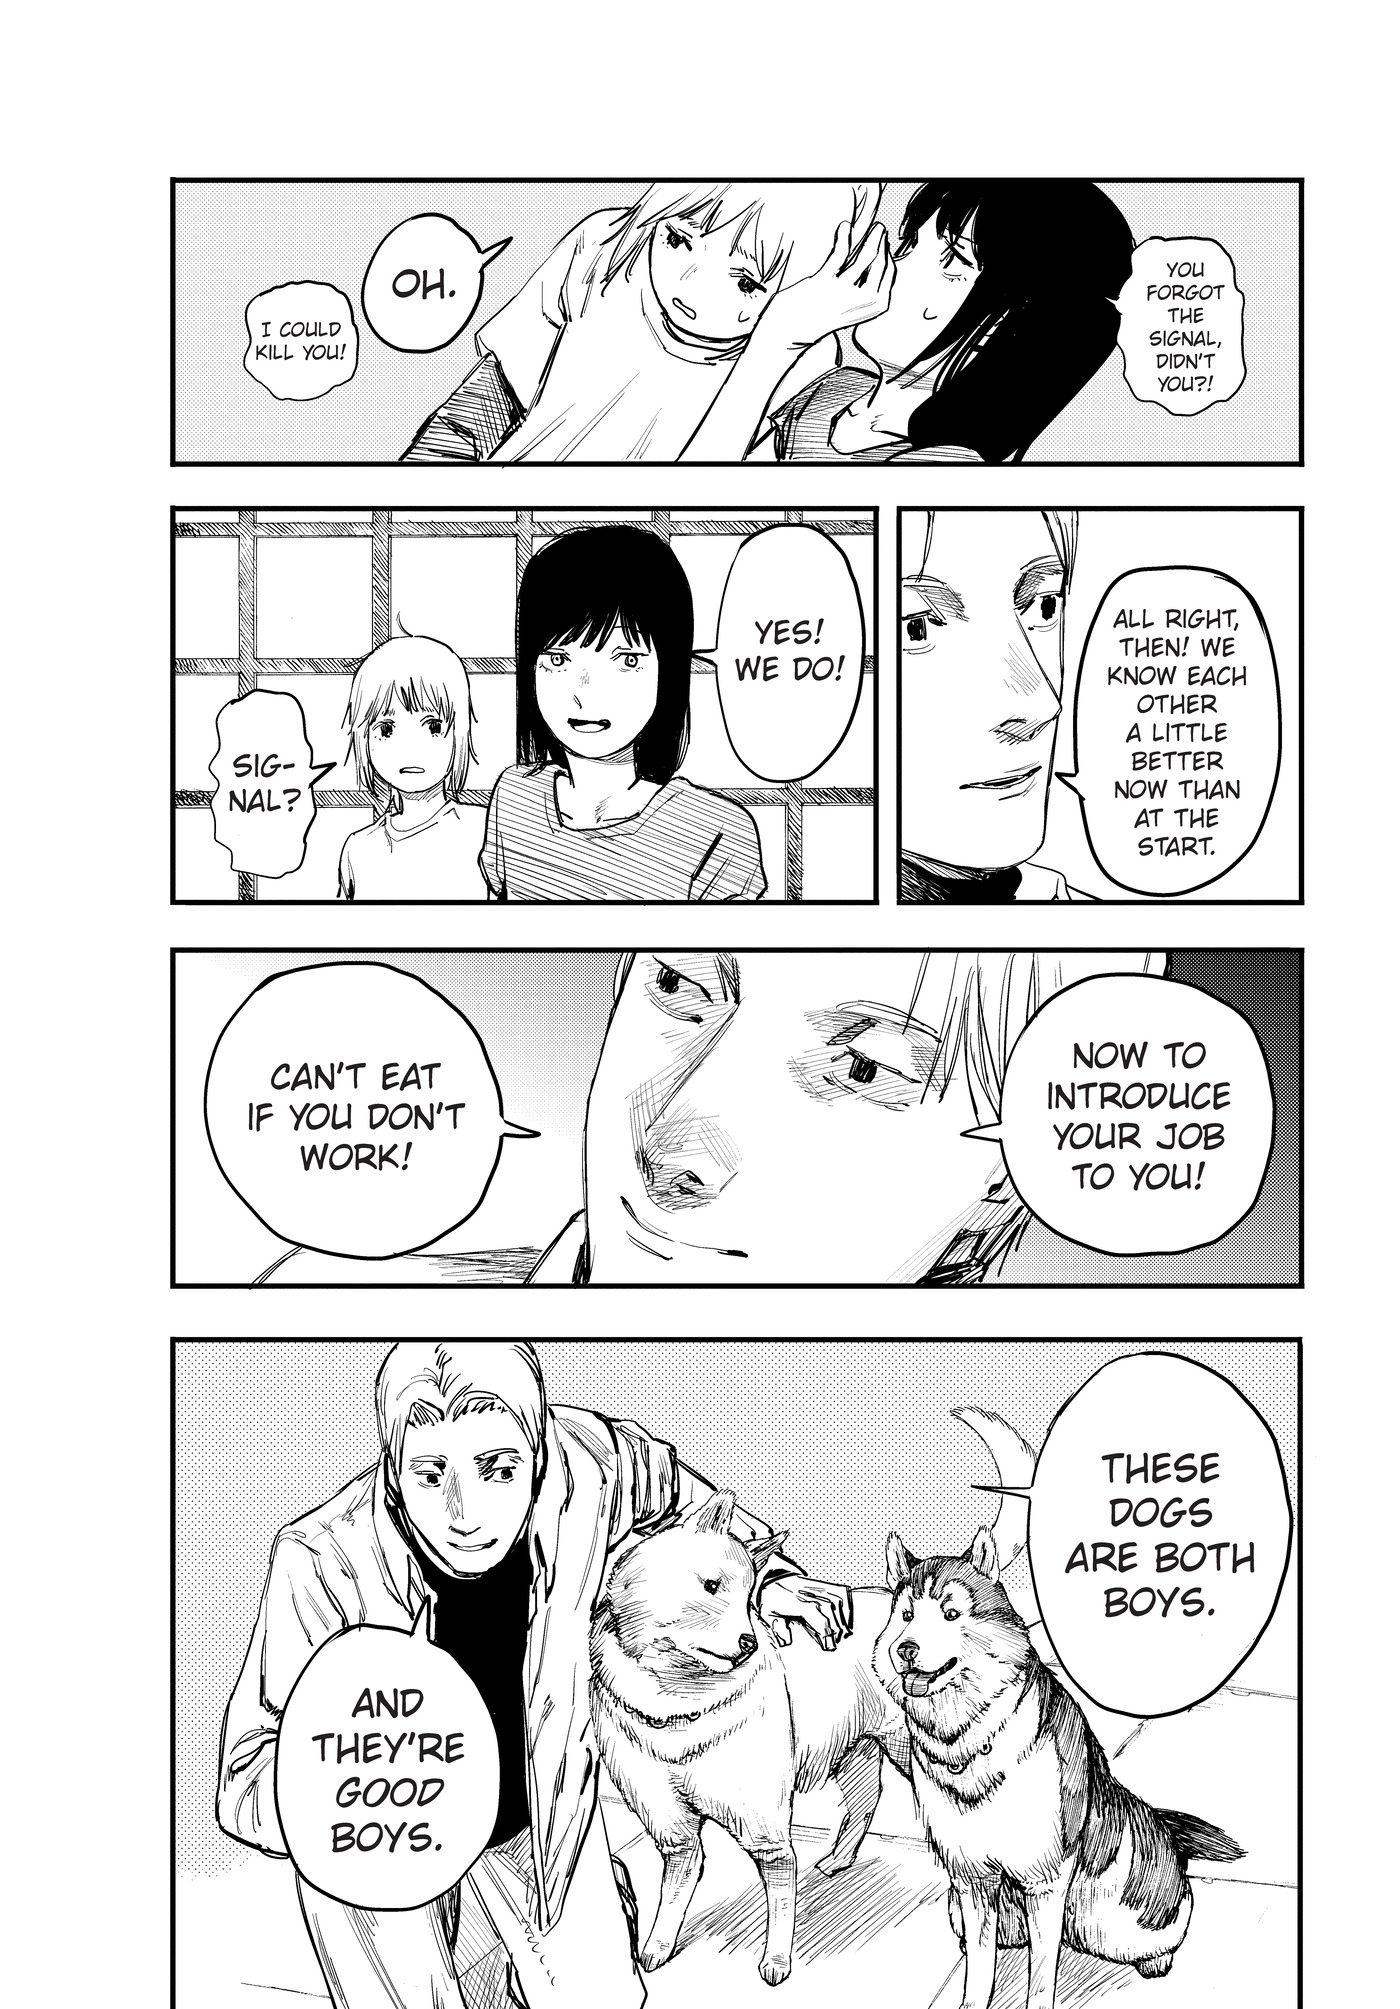 YOU
FORGOT
THE
SIGNAL,
DIDN'T
YOU?!
OH.
I COULD
KILL YOU!
ALL RIGHT,
THEN! WE
KNOW EACH
OTHER
A LITTLE
BETTER
NOW THAN
AT THE
START.
YES!
WE DO!
SIG-
NAL?
NOW TO
INTRODUCE
YOUR JOB
TO YOU!
CAN'T EAT
IF YOU DON'T
WORK!
THESE
DOGS
ARE BOTH
BOYS.
AND
THEY'RE
GOOD
BOYS.